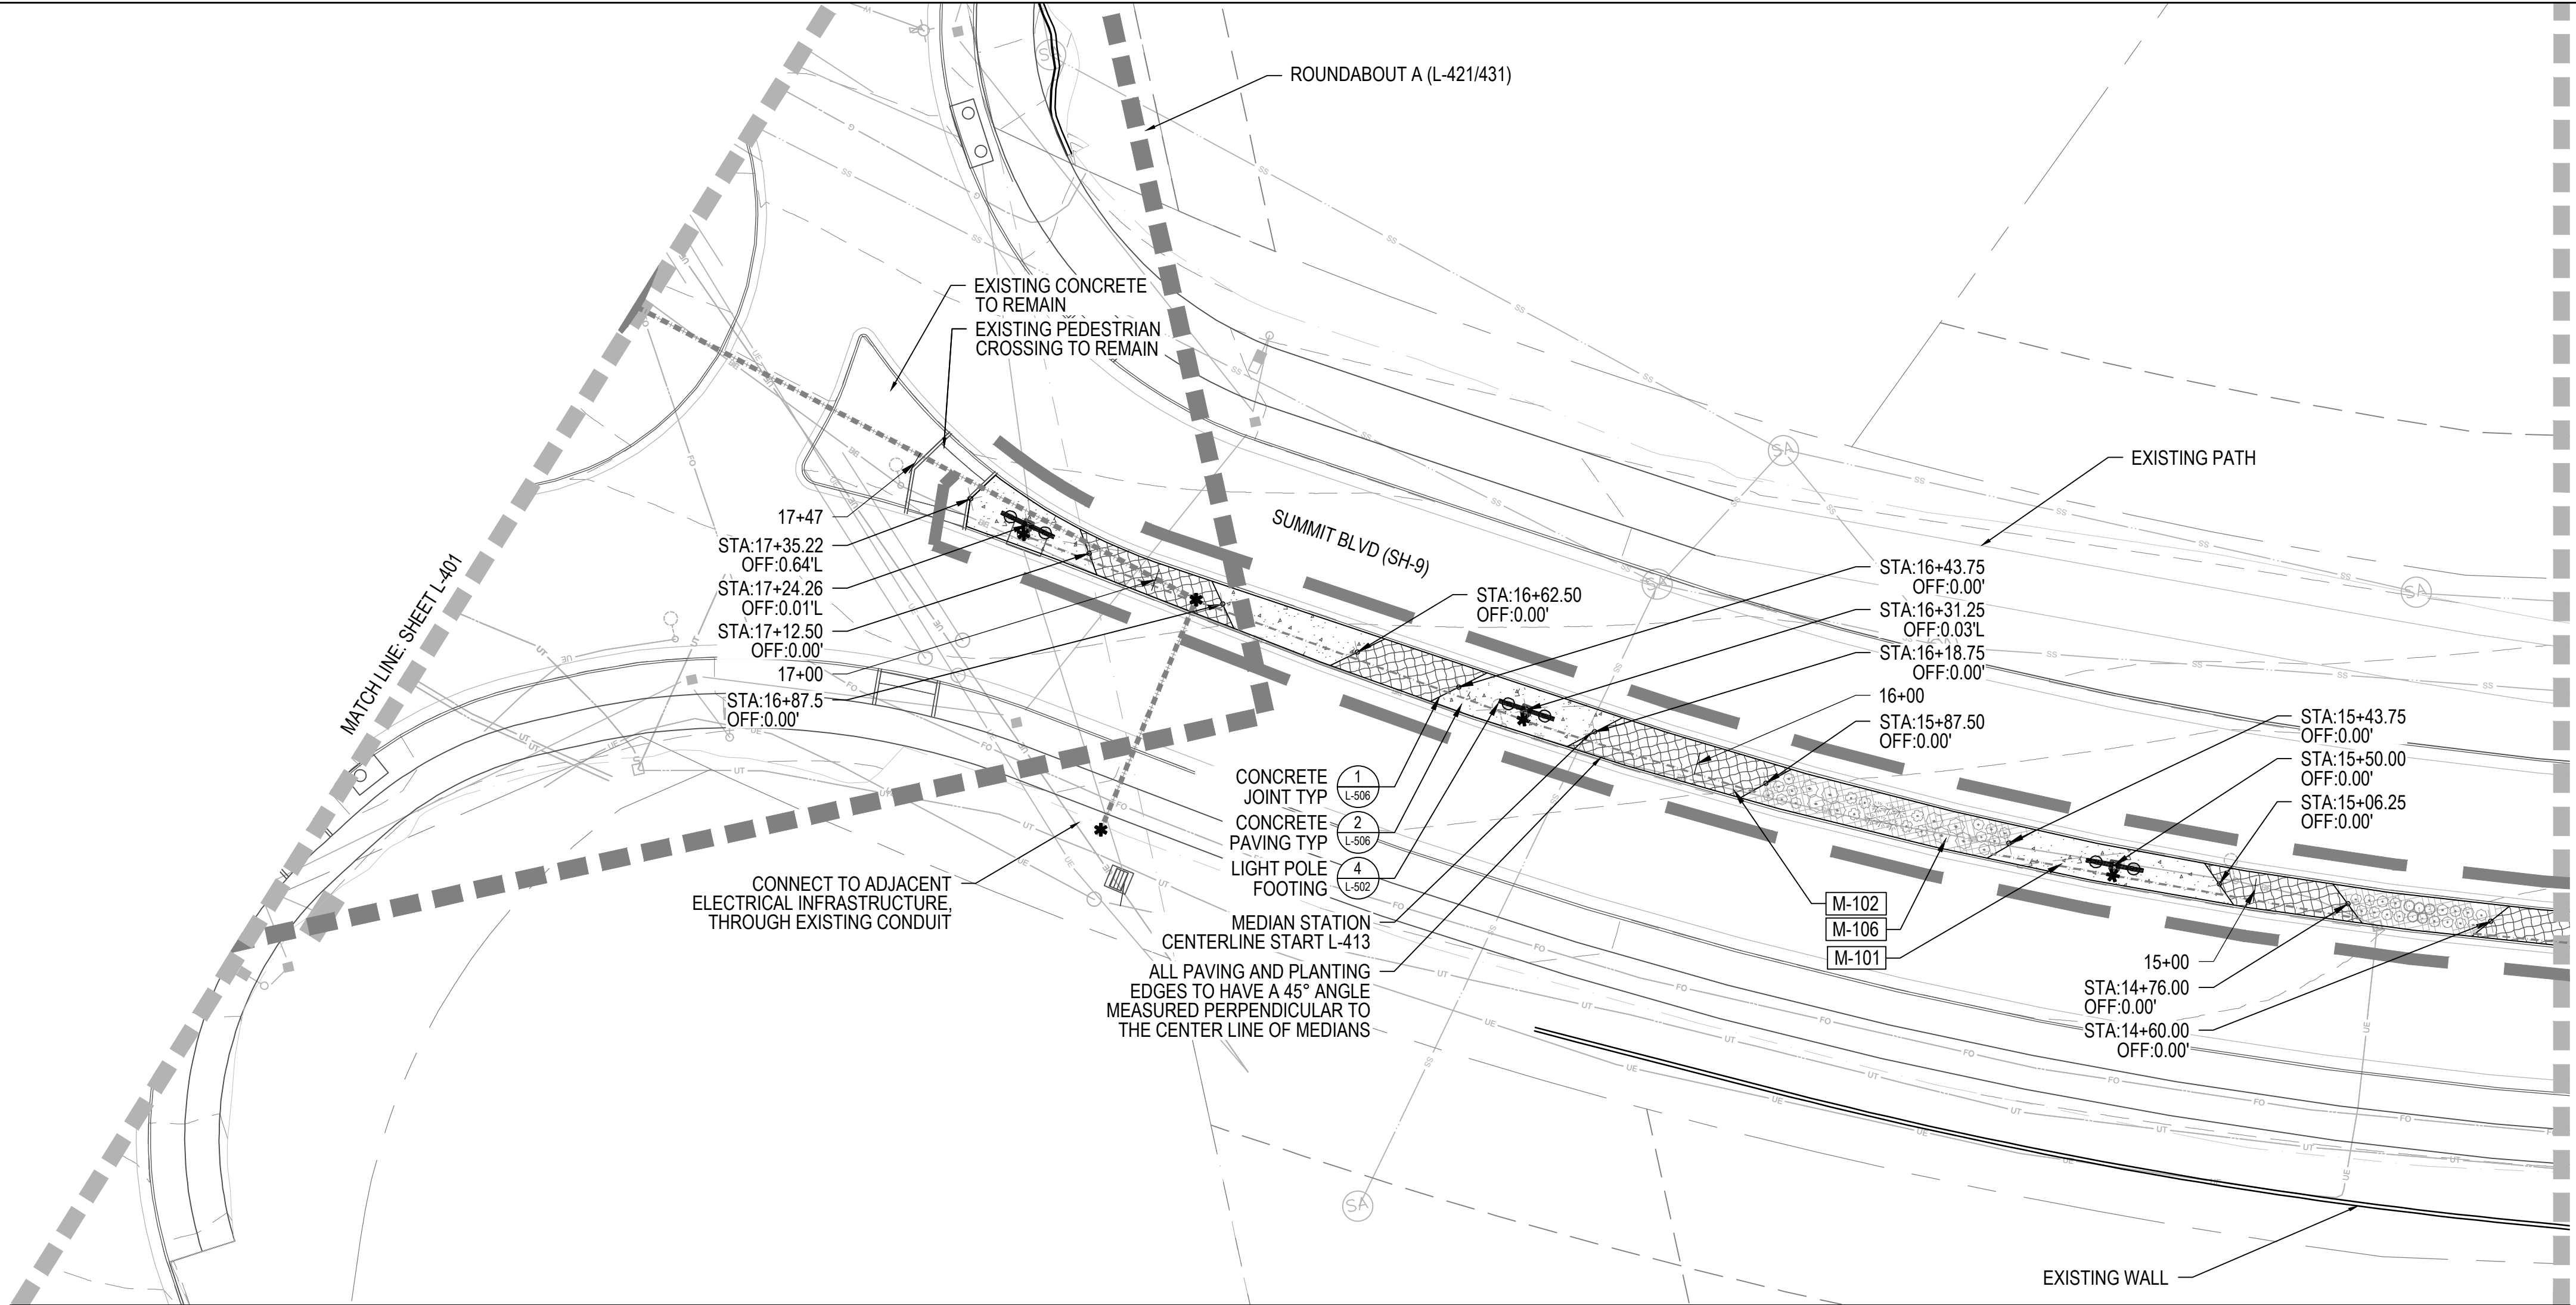 ROUNDABOUT A (L-421/431)
EXISTING CONCRETE
TO REMAIN
EXISTING PEDESTRIAN
CROSSING TO REMAIN
EXISTING PATH
SUMMIT BLVD (SH-9)
MATCH LINE: SHEET L-401
17+47
STA:17+35.22
OFF:0.64'L
STA:17+24.26
OFF:0.01'L
STA:17+12.50
OFF:0.00'
17+00
STA:16+87.5
OFF:0.00'
STA:16+62.50
OFF:0.00'
STA:16+43.75
OFF:0.00'
STA:16+31.25
OFF:0.03'L
STA:16+18.75
OFF:0.00'
16+00
STA:15+87.50
OFF:0.00'
STA:15+43.75
OFF:0.00'
STA:15+50.00
OFF:0.00'
STA:15+06.25
OFF:0.00'
CONCRETE
JOINT TYP
1
L-506
CONCRETE
PAVING TYP
2
L-506
LIGHT POLE
FOOTING
4
L-502
MEDIAN STATION
CENTERLINE START L-413
ALL PAVING AND PLANTING
EDGES TO HAVE A 45° ANGLE
MEASURED PERPENDICULAR TO
THE CENTER LINE OF MEDIANS
CONNECT TO ADJACENT
ELECTRICAL INFRASTRUCTURE,
THROUGH EXISTING CONDUIT
M-102
M-106
M-101
15+00
STA:14+76.00
OFF:0.00'
STA:14+60.00
OFF:0.00'
EXISTING WALL
SA
SA
SA
SA